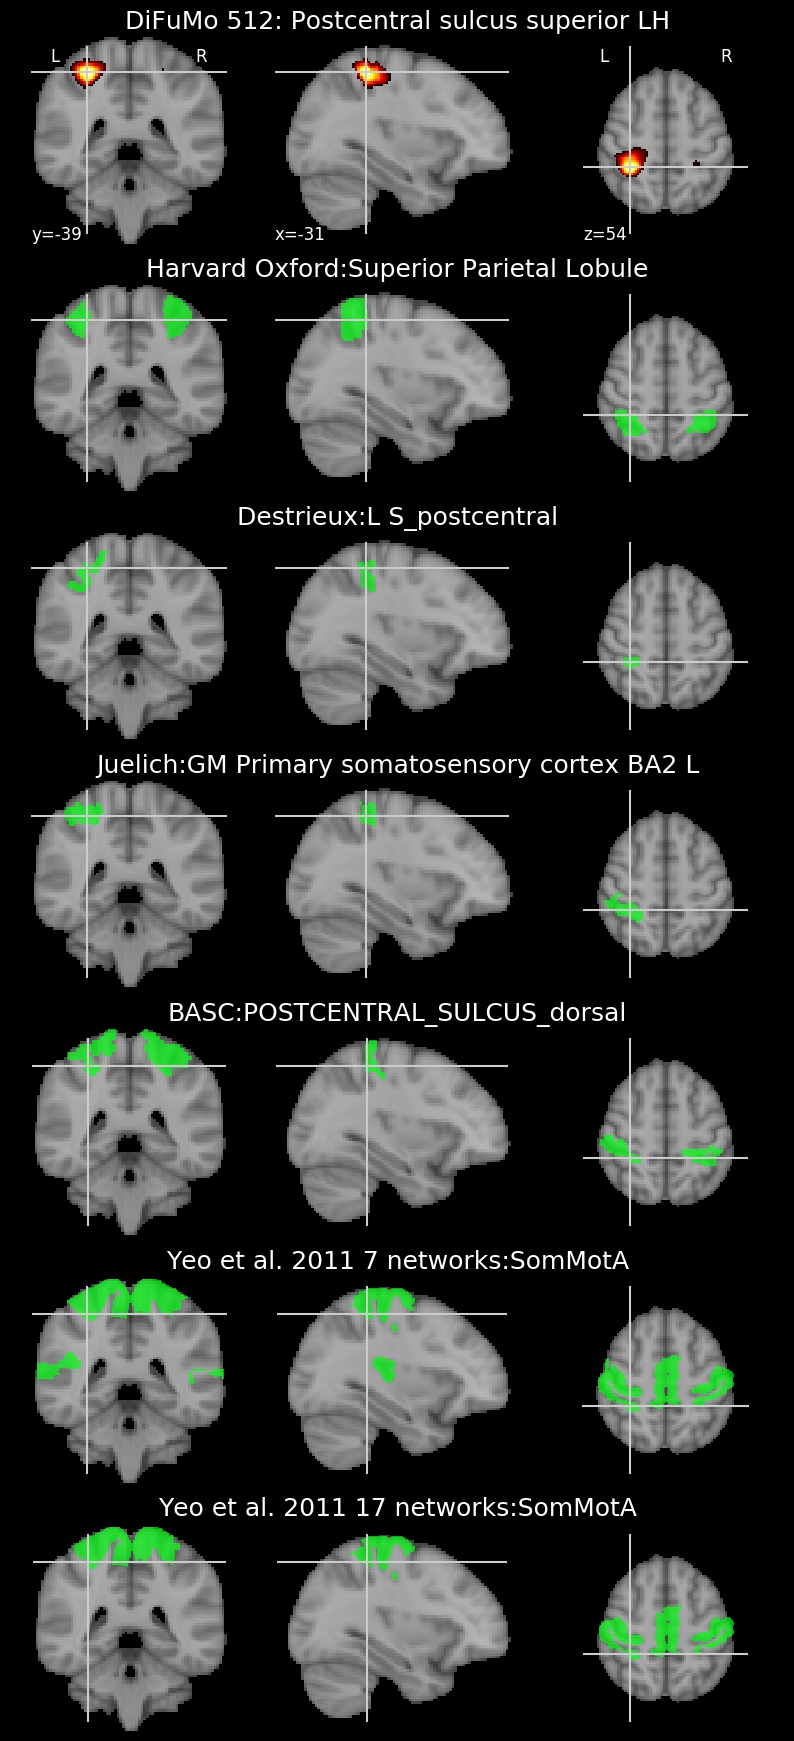 DiFuMo 512: Postcentral sulcus superior LH
L R L R
y=-39 x=-31 z=54
Harvard Oxford:Superior Parietal Lobule
Destrieux:L S_postcentral
Juelich:GM Primary somatosensory cortex BA2 L
BASC:POSTCENTRAL_SULCUS_dorsal
Yeo et al. 2011 7 networks:SomMotA
Yeo et al. 2011 17 networks:SomMotA